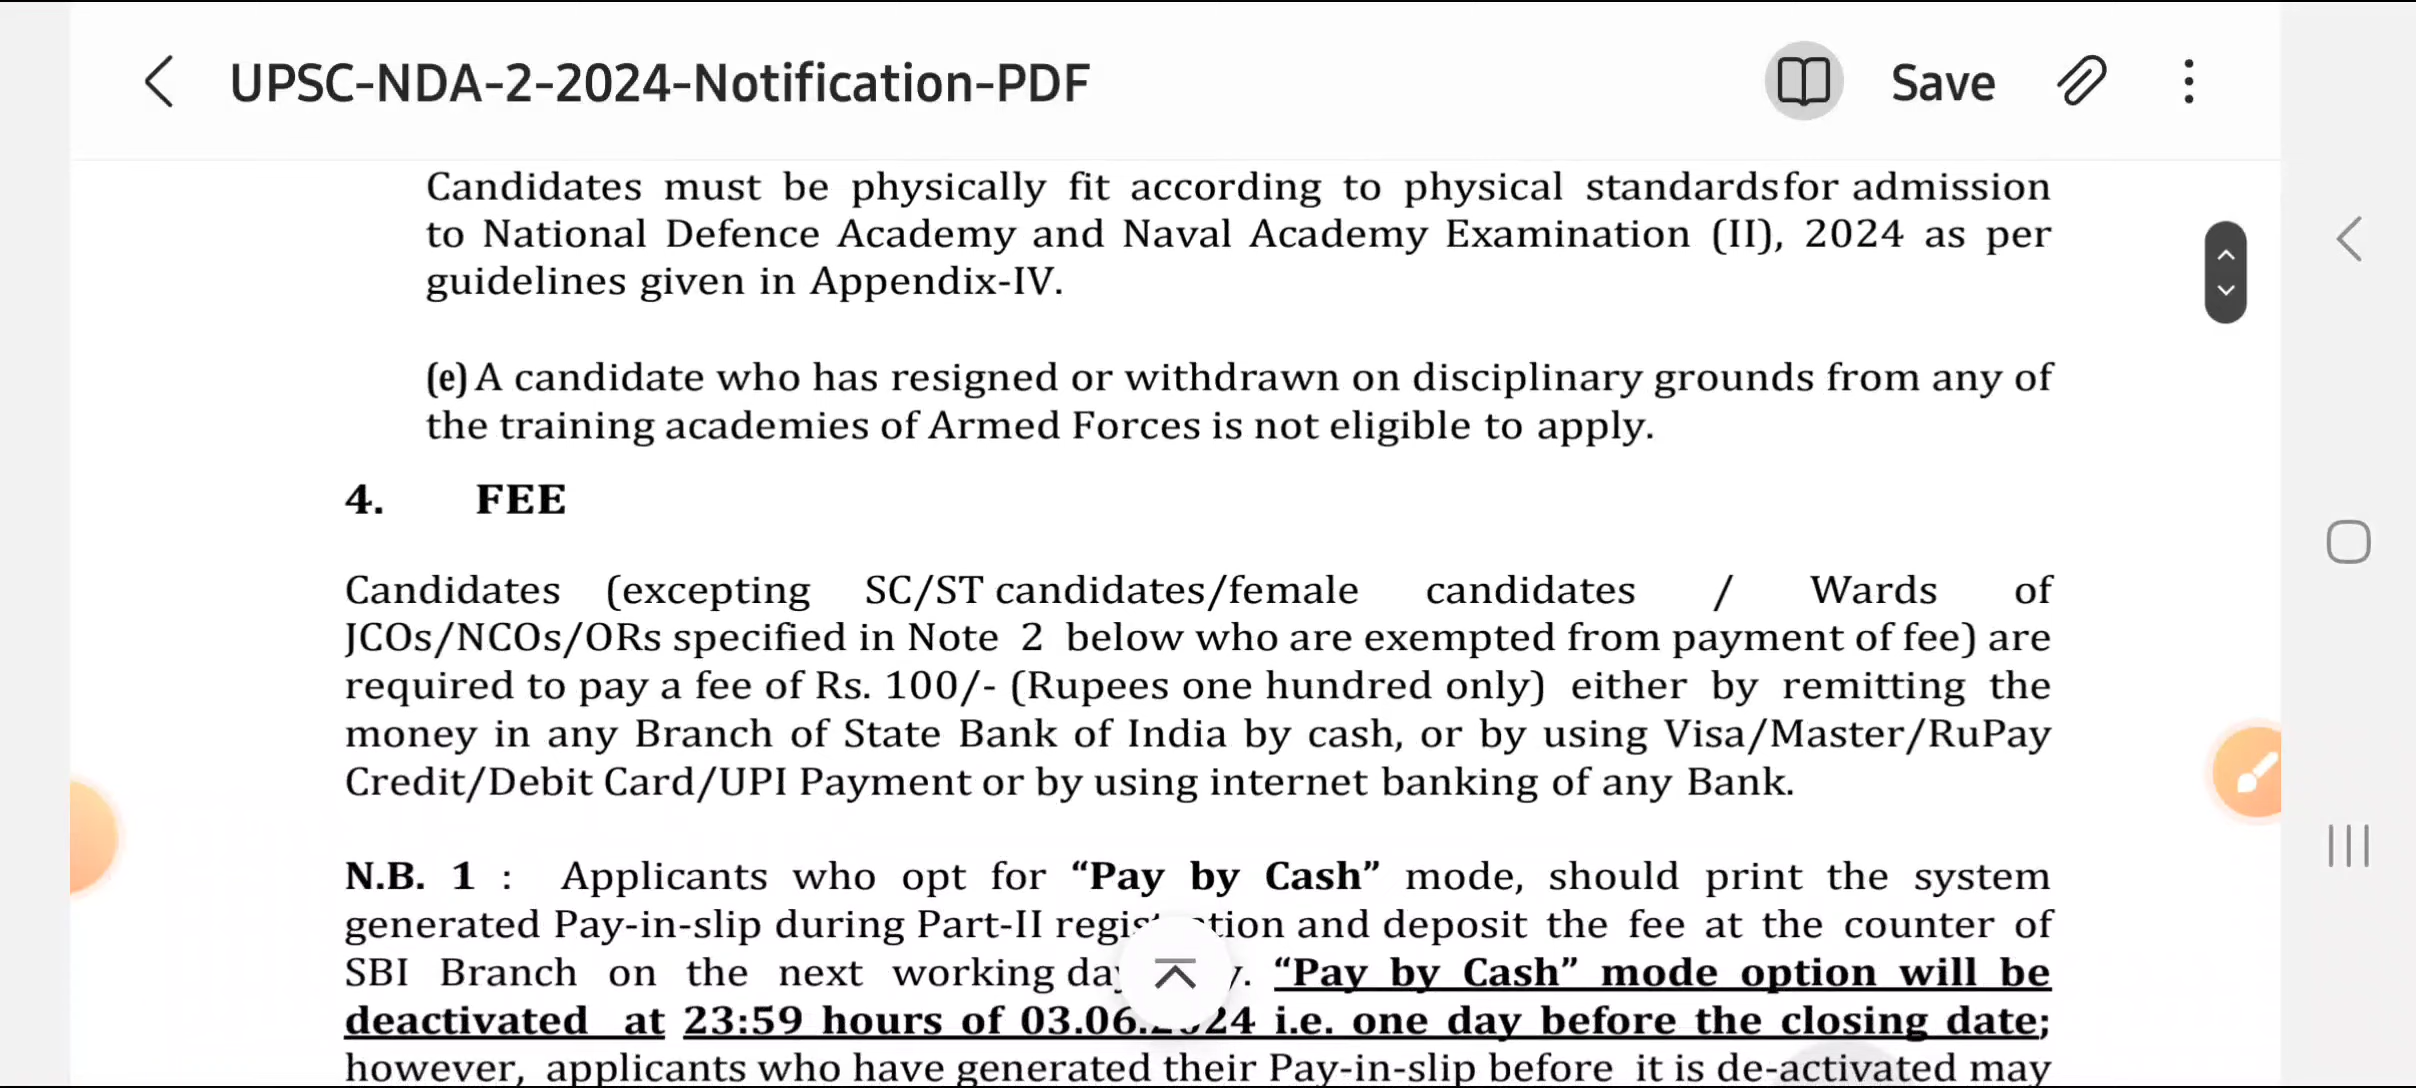 UPSC-NDA-2-2024-Notification-PDF
Save
Candidates must be physically fit according to physical standardsfor admission
to National Defence Academy and Naval Academy Examination (II), 2024 as per
guidelines given in Appendix-IV.
(e) A candidate who has resigned or withdrawn on disciplinary grounds from any of
the training academies of Armed Forces is not eligible to apply.
4. FEE
Candidates (excepting SC/ST candidates/female candidates / Wards of
JCOs/NCOs/ORs specified in Note 2 below who are exempted from payment of fee) are
required to pay a fee of Rs. 100/- (Rupees one hundred only) either by remitting the
money in any Branch of State Bank of India by cash, or by using Visa/Master/RuPay
Credit/Debit Card/UPI Payment or by using internet banking of any Bank.
N.B. 1 : Applicants who opt for “Pay by Cash” mode, should print the system
generated Pay-in-slip during Part-II and deposit the fee at the counter of
SBI Branch on the next working “Pay by Cash” mode option will be
deactivated at 23:59 hours of i.e. one day before the closing date;
however, applicants who have generated their Pay-in-slip before it is de-activated may